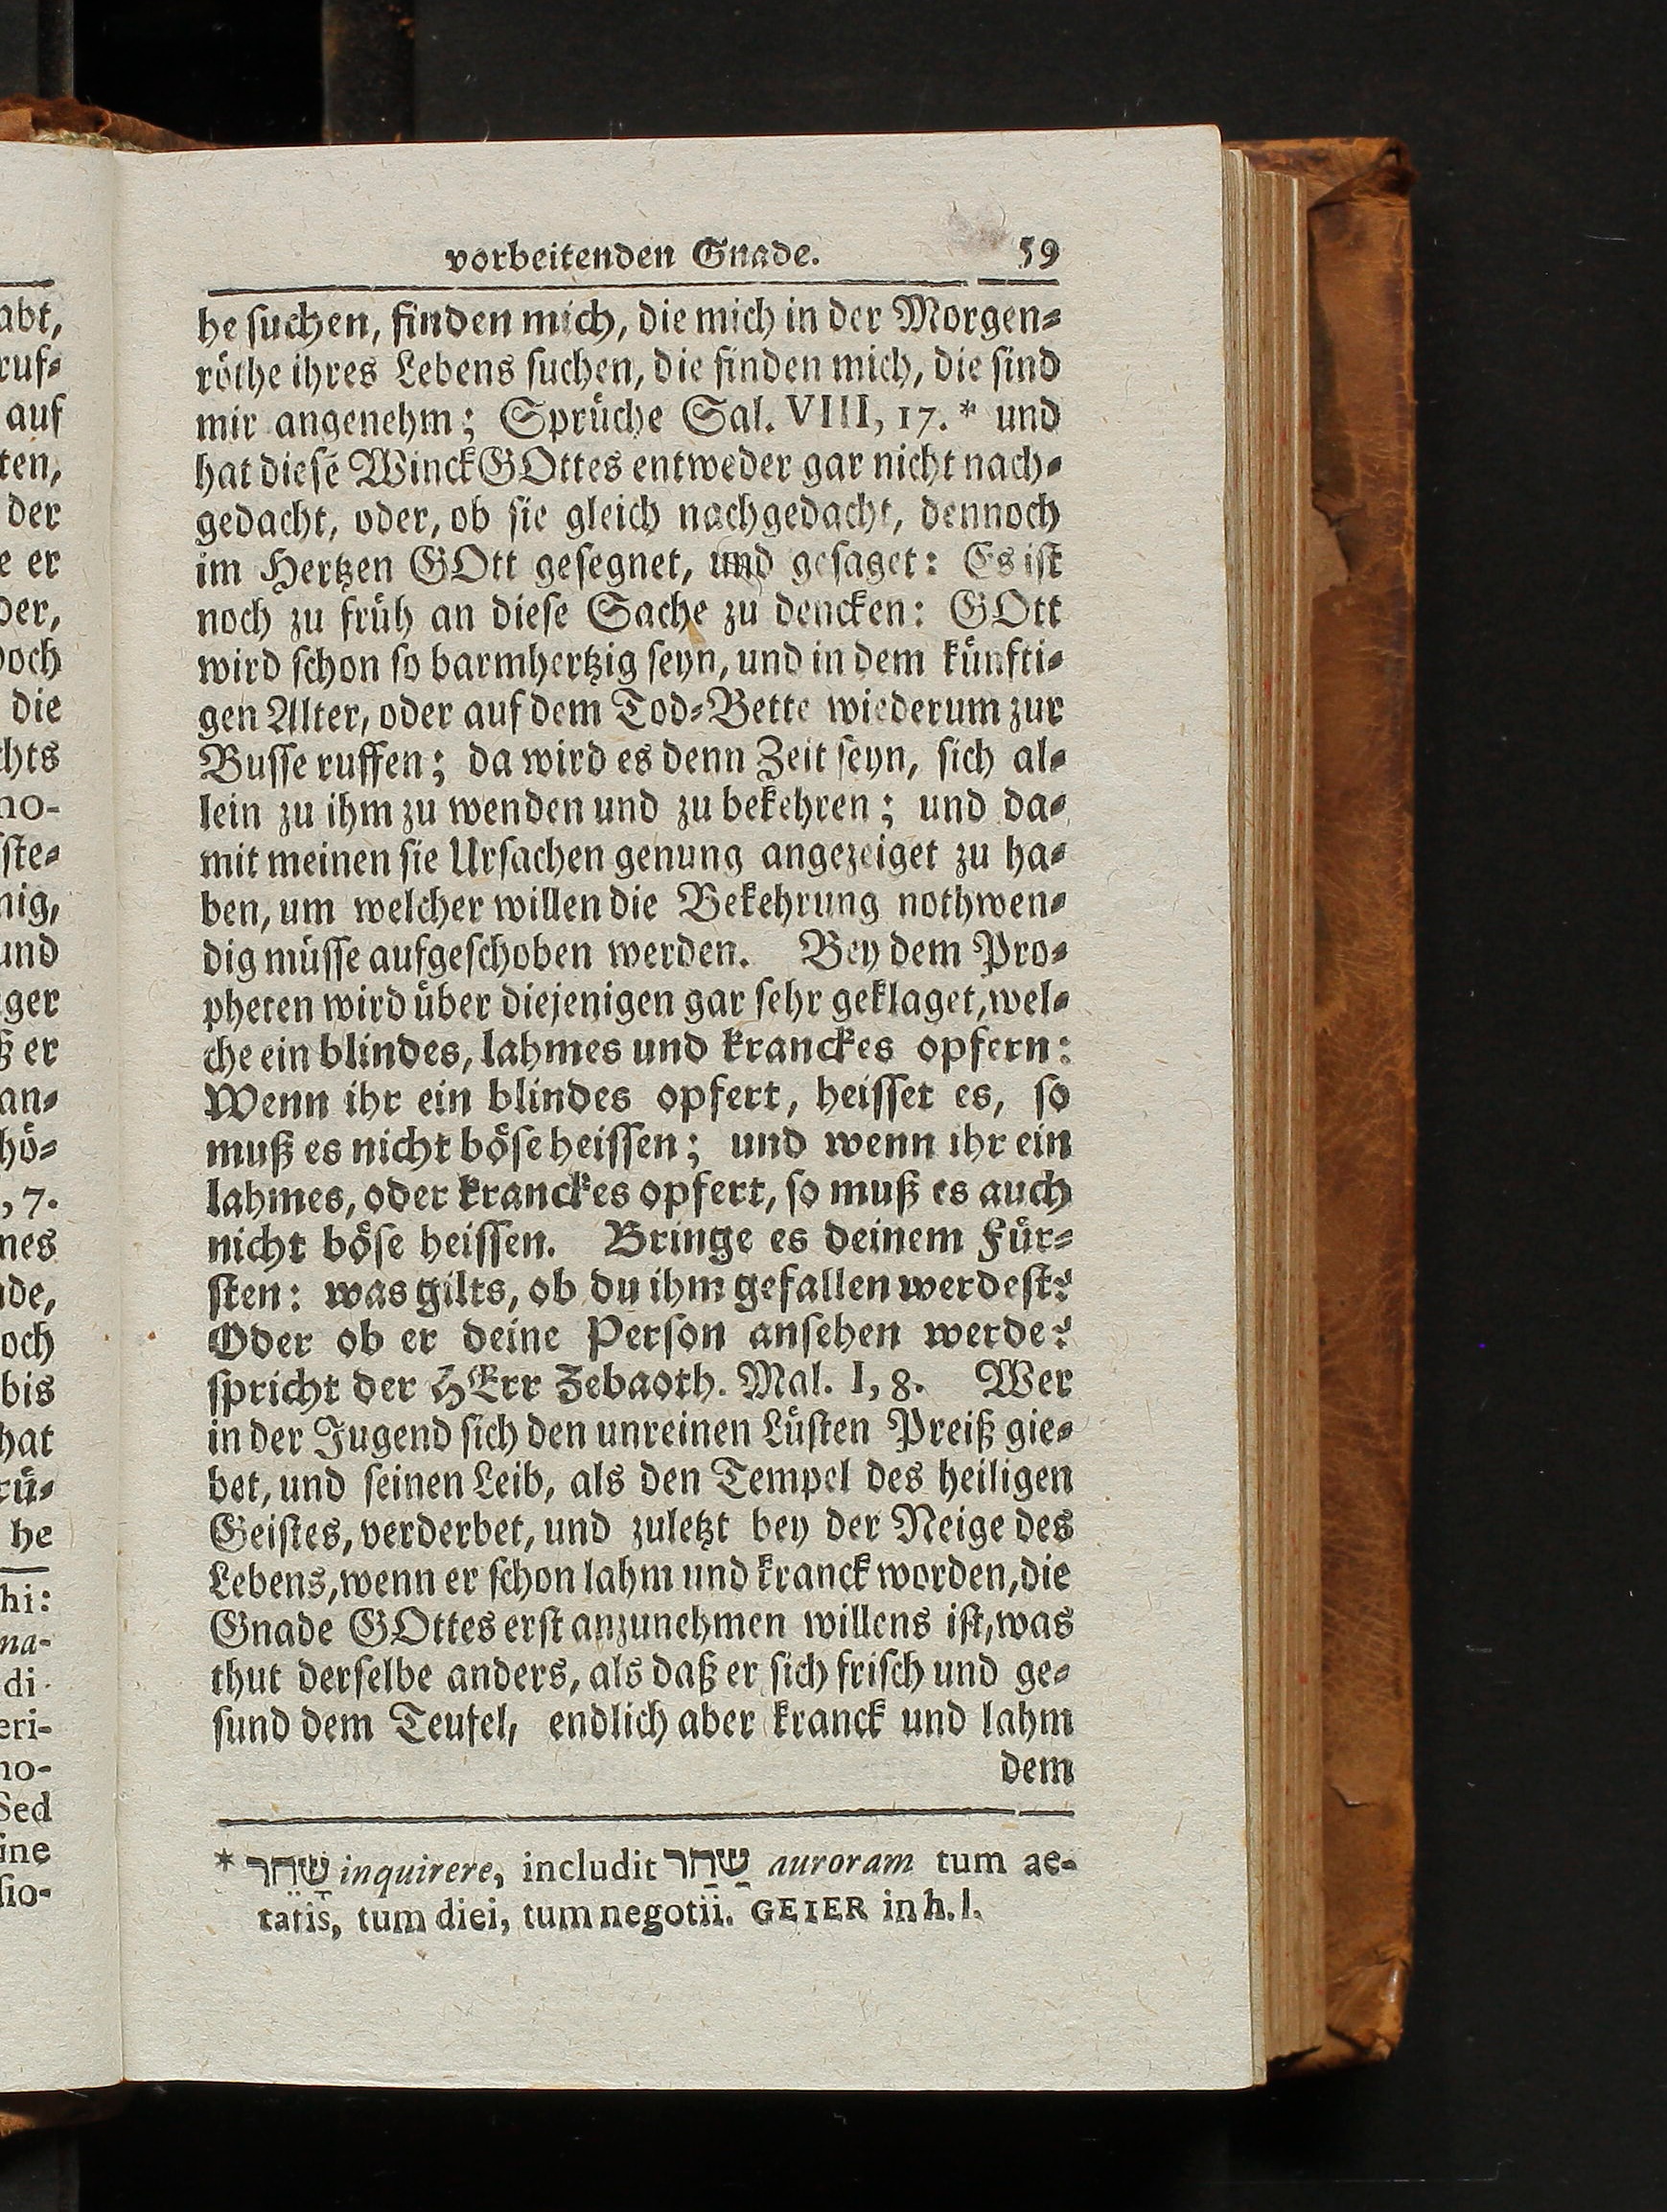 vorbeitenden Gnade. 59
he suchen, finden mich, die mich in der Morgen-
röthe ihres Lebens suchen, die finden mich, die sind
mir angenehm; Sprüche Sal. VIII, 17. * und
hat diese Winck GOttes entweder gar nicht nach-
gedacht, oder, ob sie gleich nachgedacht, dennoch
im Hertzen GOtt gesegnet, und gesaget: Es ist
noch zu früh an diese Sache zu dencken: GOtt
wird schon so barmhertzig seyn, und in dem künfti-
gen Alter, oder auf dem Tod-Bette wiederum zur
Busse ruffen; da wird es denn Zeit seyn, sich al-
lein zu ihm zu wenden und zu bekehren; und da-
mit meinen sie Ursachen genung angezeiget zu ha-
ben, um welcher willen die Bekehrung nothwen-
dig müsse aufgeschoben werden. Bey dem Pro-
pheten wird über diejenigen gar sehr geklaget, wel-
che ein blindes, lahmes und kranckes opfern:
Wenn ihr ein blindes opfert, heisset es, so
muß es nicht böse heissen; und wenn ihr ein
lahmes, oder kranckes opfert, so muß es auch
nicht böse heissen. Bringe es deinem Für-
sten: was gilts, ob du ihm gefallen werdest?
Oder ob er deine Person ansehen werde?
spricht der HErr Zebaoth. Mal. I, 8. Wer
in der Jugend sich den unreinen Lüsten Preiß gie-
bet, und seinen Leib, als den Tempel des heiligen
Geistes, verderbet, und zuletzt bey der Neige des
Lebens, wenn er schon lahm und kranck worden, die
Gnade GOttes erst anzunehmen willens ist, was
thut derselbe anders, als daß er sich frisch und ge-
sund dem Teufel, endlich aber kranck und lahm
dem
* שָׁחֵר inquirere, includit שַׁחַר auroram tum ae-
tatis, tum diei, tum negotii. GEIER in h. l.